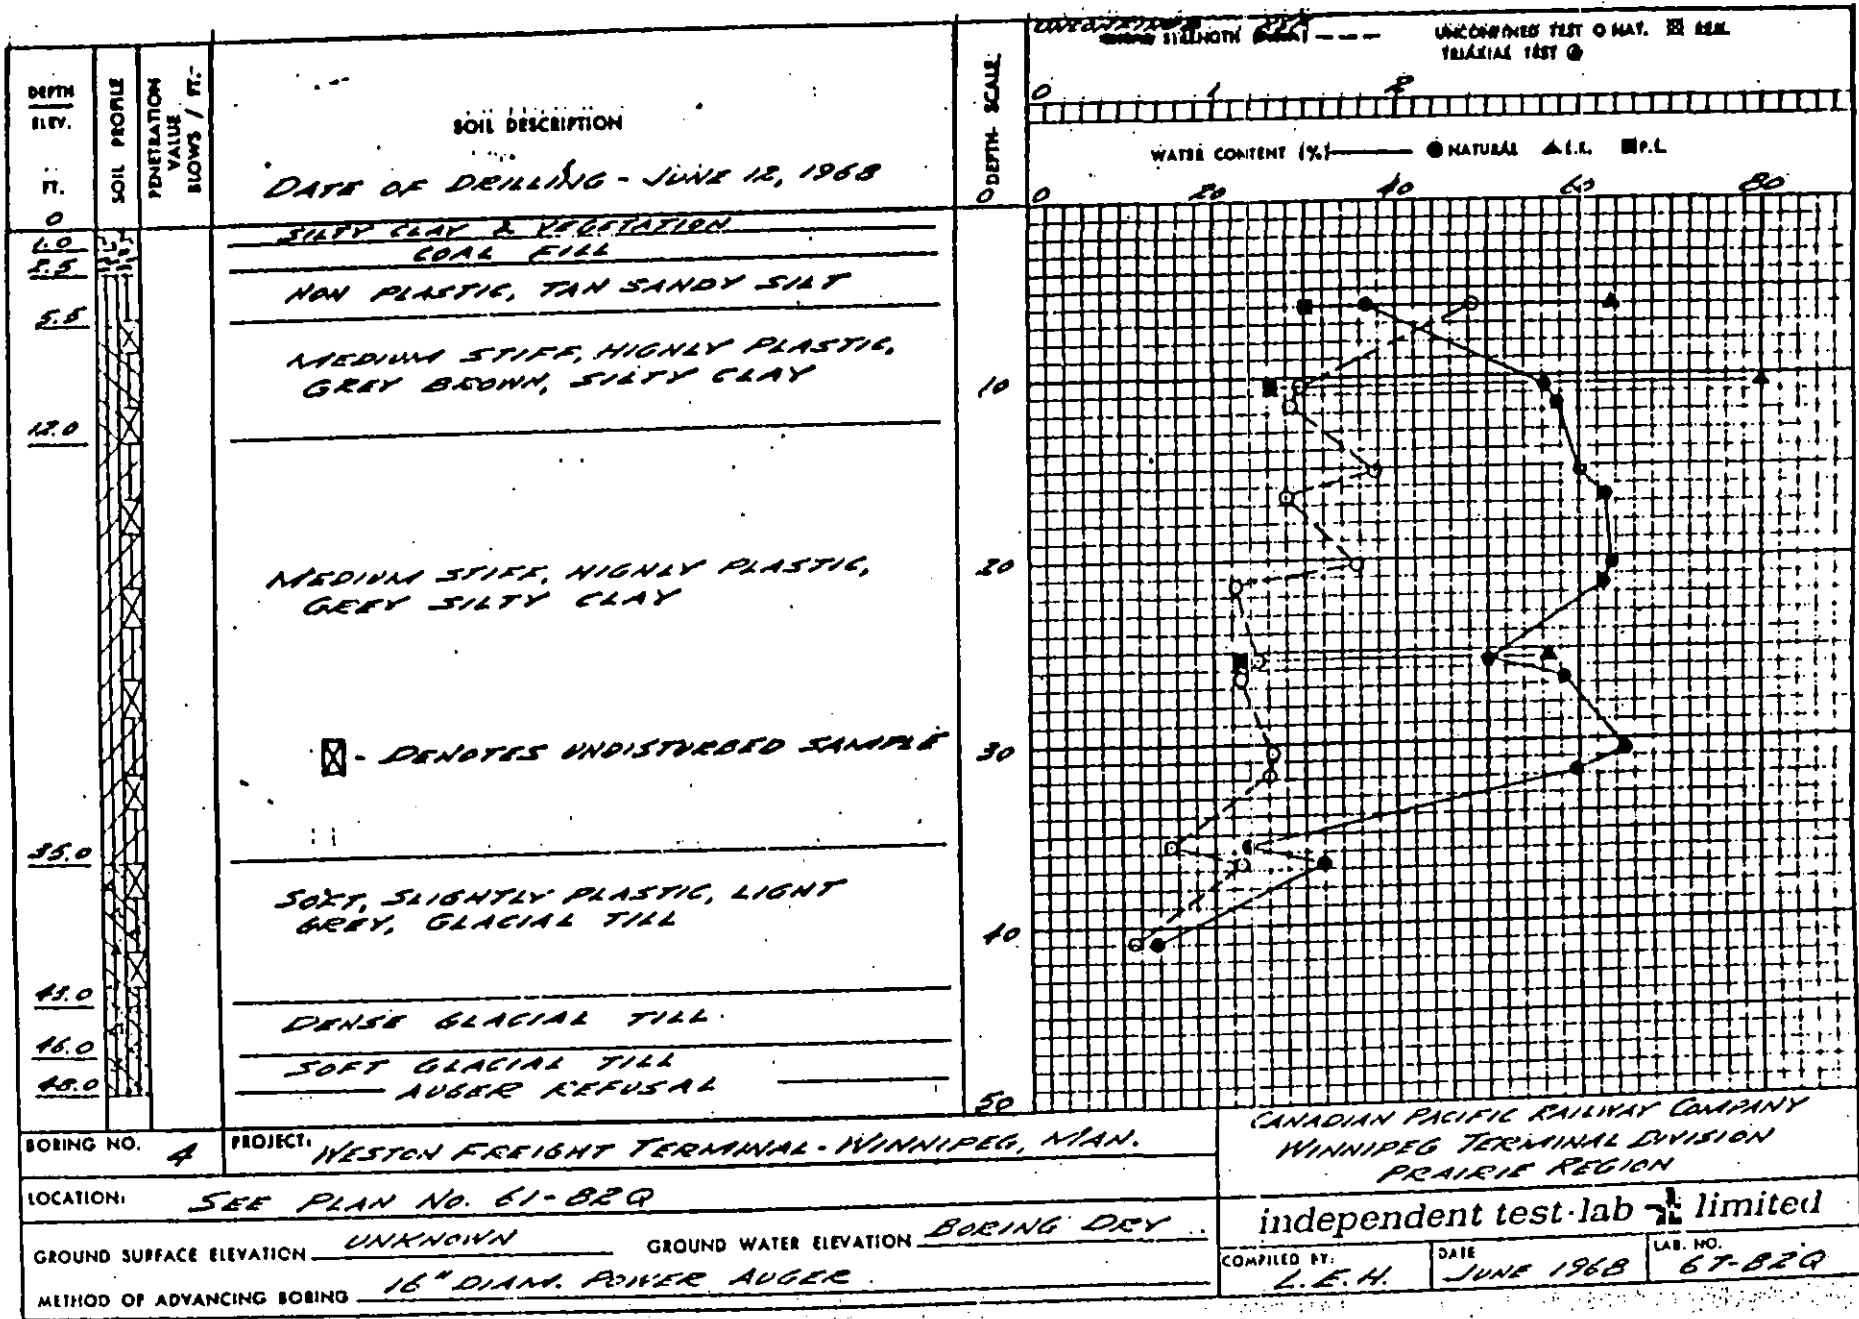 UNCONFINED
STRENGTH
UNCONFINED TEST O NAT. REM.
TRIAXIAL TEST
DEPTH
ELEV.
FT.
SOIL PROFILE
PENETRATION
VALUE
BLOWS / FT.
SOIL DESCRIPTION
DATE OF DRILLING - JUNE 12, 1968
DEPTH SCALE
0 1 2
WATER CONTENT (%) NATURAL L.L. P.L.
0 20 40 60 80
0
0
SILTY CLAY & VEGETATION
1.0
COAL FILL
2.5
NON PLASTIC, TAN SANDY SILT
5.5
MEDIUM STIFF, HIGHLY PLASTIC,
GREY BROWN, SILTY CLAY
10
12.0
MEDIUM STIFF, HIGHLY PLASTIC,
GREY SILTY CLAY
20
- DENOTES UNDISTURBED SAMPLE
30
35.0
SOFT, SLIGHTLY PLASTIC, LIGHT
GREY, GLACIAL TILL
40
43.0
DENSE GLACIAL TILL
46.0
SOFT GLACIAL TILL
48.0
AUGER REFUSAL
50
BORING NO. 4
PROJECT: WESTON FREIGHT TERMINAL - WINNIPEG, MAN.
CANADIAN PACIFIC RAILWAY COMPANY
WINNIPEG TERMINAL DIVISION
PRAIRIE REGION
LOCATION: SEE PLAN NO. 61-82Q
independent test-lab limited
GROUND SURFACE ELEVATION UNKNOWN GROUND WATER ELEVATION BORING DRY
METHOD OF ADVANCING BORING 16" DIAM. POWER AUGER
COMPILED BY: L.E.H.
DATE JUNE 1968
LAB. NO. 67-82Q